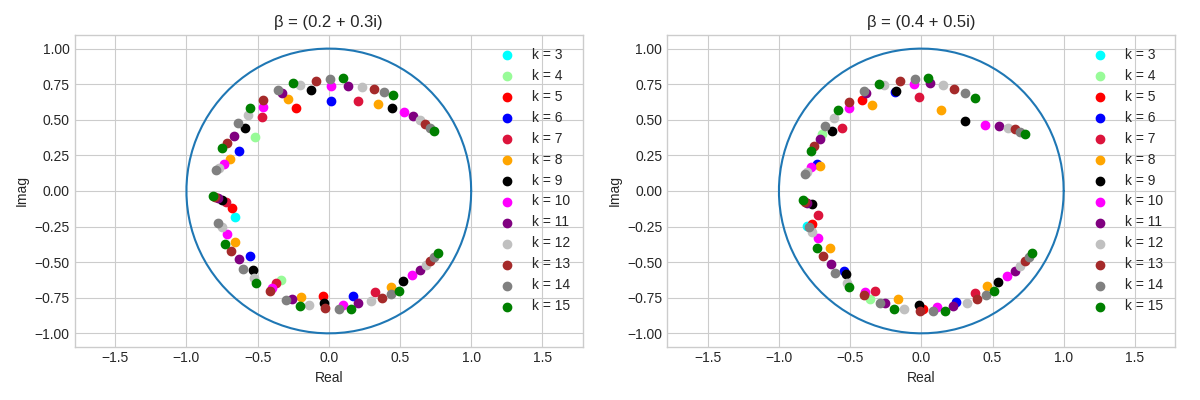 β = (0.2 + 0.3i)
1.00
0.75
0.50
0.25
0.00
−0.25
−0.50
−0.75
−1.00
Imag
−1.5
−1.0
−0.5
0.0
0.5
1.0
1.5
Real
k = 3
k = 4
k = 5
k = 6
k = 7
k = 8
k = 9
k = 10
k = 11
k = 12
k = 13
k = 14
k = 15
β = (0.4 + 0.5i)
1.00
0.75
0.50
0.25
0.00
−0.25
−0.50
−0.75
−1.00
Imag
−1.5
−1.0
−0.5
0.0
0.5
1.0
1.5
Real
k = 3
k = 4
k = 5
k = 6
k = 7
k = 8
k = 9
k = 10
k = 11
k = 12
k = 13
k = 14
k = 15